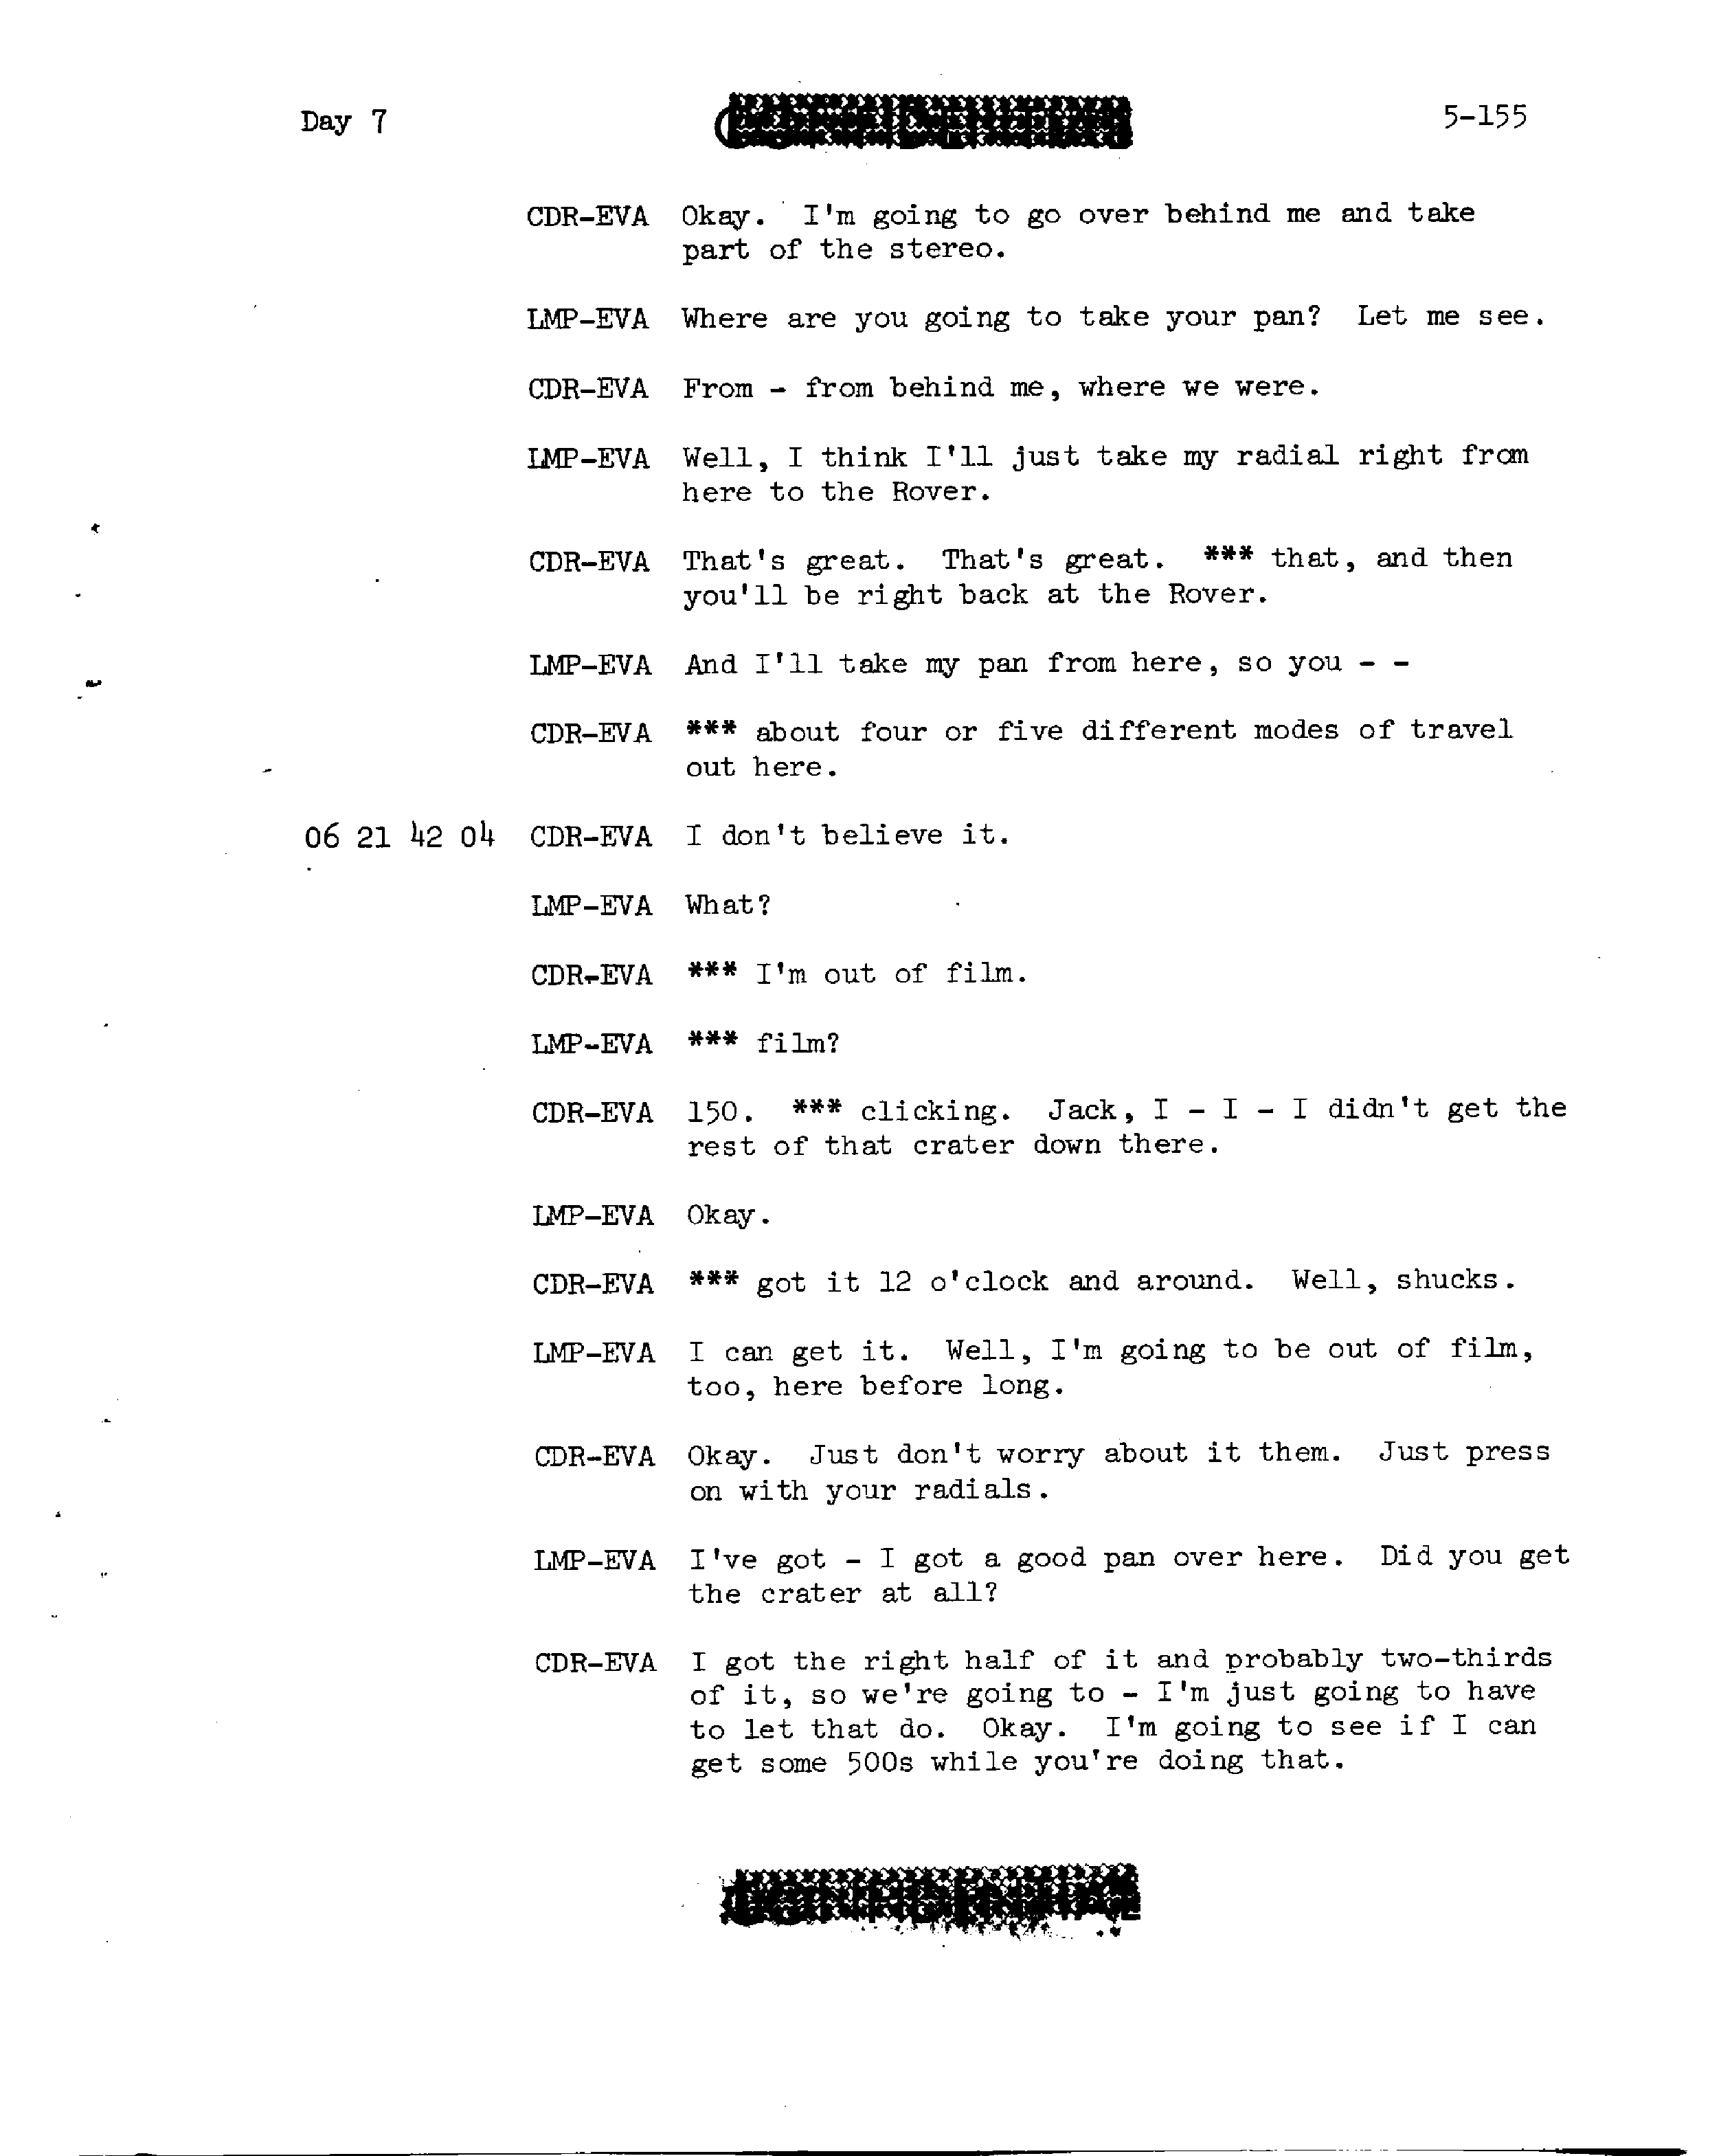 Day 7
5-155
CDR-EVA Okay. I'm going to go over behind me and take
part of the stereo.
LMP-EVA Where are you going to take your pan? Let me see.
CDR-EVA From - from behind me, where we were.
LMP-EVA Well, I think I'll just take my radial right from
here to the Rover.
CDR-EVA That's great. That's great. *** that, and then
you'll be right back at the Rover.
LMP-EVA And I'll take my pan from here, so you - -
CDR-EVA *** about four or five different modes of travel
out here.
06 21 42 04 CDR-EVA I don't believe it.
LMP-EVA What?
CDR-EVA *** I'm out of film.
LMP-EVA *** film?
CDR-EVA 150. *** clicking. Jack, I - I - I didn't get the
rest of that crater down there.
LMP-EVA Okay.
CDR-EVA *** got it 12 o'clock and around. Well, shucks.
LMP-EVA I can get it. Well, I'm going to be out of film,
too, here before long.
CDR-EVA Okay. Just don't worry about it them. Just press
on with your radials.
LMP-EVA I've got - I got a good pan over here. Did you get
the crater at all?
CDR-EVA I got the right half of it and probably two-thirds
of it, so we're going to - I'm just going to have
to let that do. Okay. I'm going to see if I can
get some 500s while you're doing that.